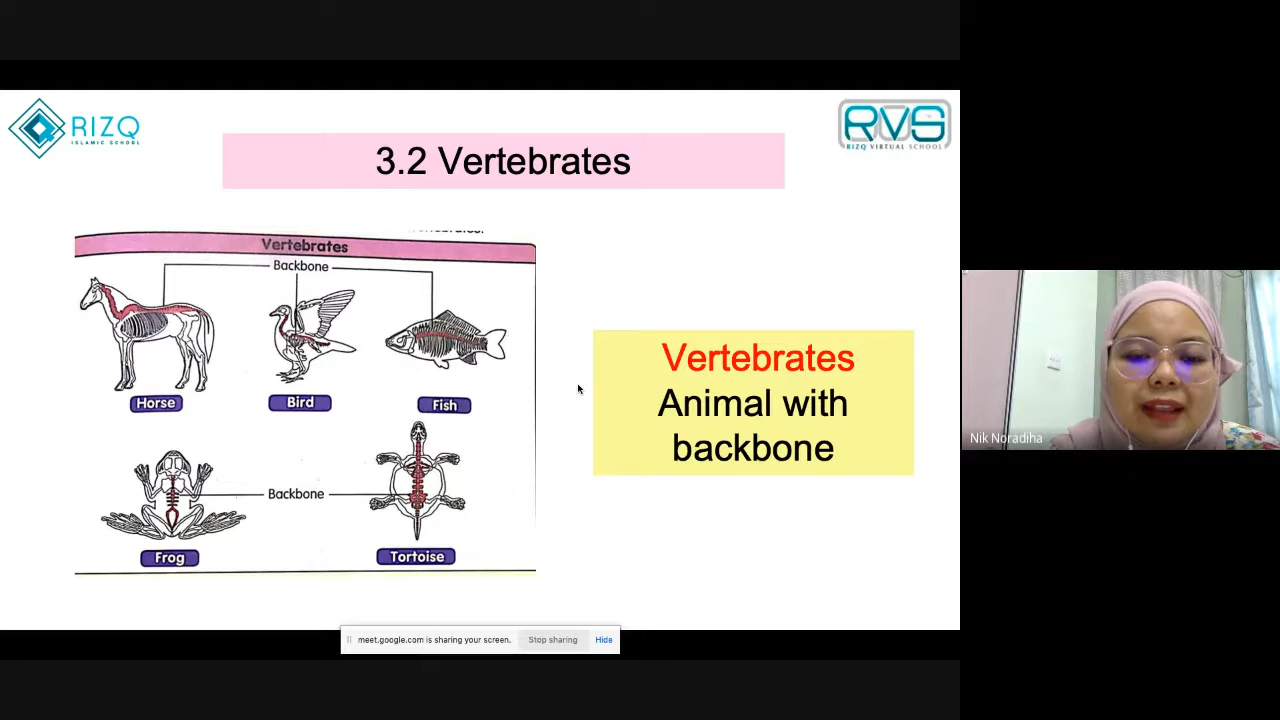 RIZQ
ISLAMIC SCHOOL
RVS
RIZQ VIRTUAL SCHOOL
3.2 Vertebrates
Vertebrates
Backbone
Horse
Bird
Fish
Backbone
Frog
Tortoise
Vertebrates
Animal with
backbone
Nik Noradiha
meet.google.com is sharing your screen.
Stop sharing
Hide